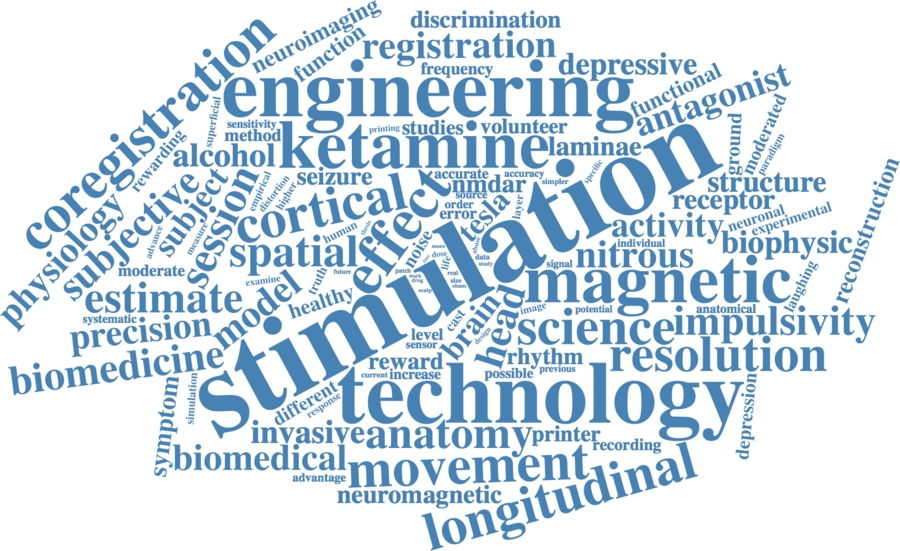 neuroimaging
discrimination
function
registration
coregistration
frequency
depressive
engineering
functional
antagonist
superficial
sensitivity
method
printing
studies
volunteer
ground
moderated
paradigm
rewarding
alcohol
ketamine
laminae
specific
physiology
subjective
subject
session
empirical
distortion
higher
seizure
accurate
accuracy
simpler
nmdar
source
order
error
tesla
layer
structure
receptor
stimulation
cortical
effect
advance
measure
human
noise
more
dose
life
data
study
activity
neuronal
experimental
spatial
individual
nitrous
signal
biophysic
reconstruction
moderate
examine
truth
future
patch
work
drug
scalp
real
size
sham
magnetic
laughing
estimate
model
healthy
systematic
precision
cast
brain
design
head
image
potential
anatomical
science
impulsivity
level
sensor
biomedicine
reward
rhythm
resolution
current
increase
possible
previous
technology
symptom
simulation
different
response
depression
invasive
anatomy
printer
recording
biomedical
movement
advantage
neuromagnetic
longitudinal